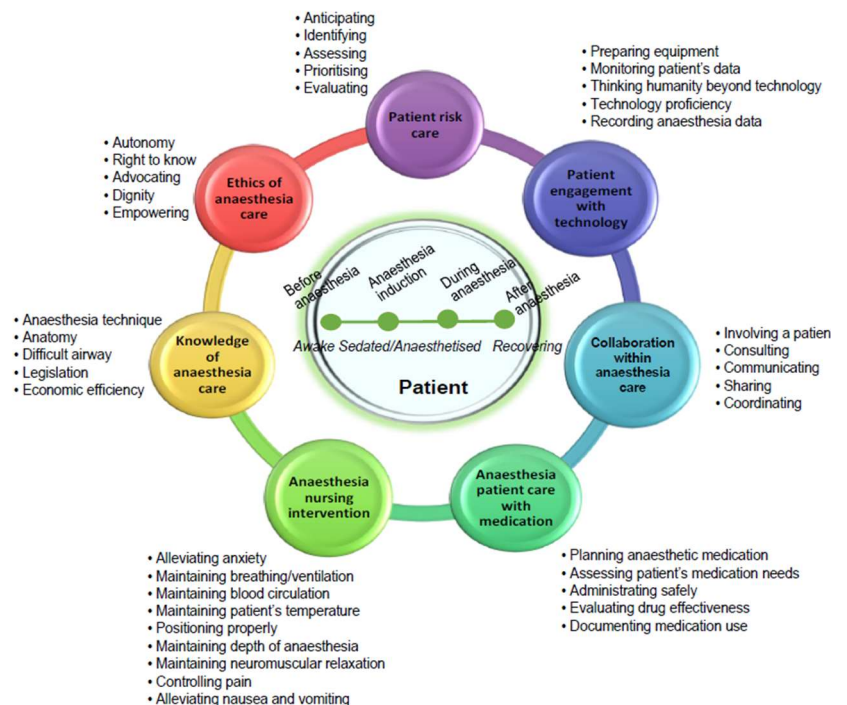 • Anticipating
• Identifying
• Assessing
• Prioritising
• Evaluating
Patient risk
care
• Preparing equipment
• Monitoring patient's data
• Thinking humanity beyond technology
• Technology proficiency
• Recording anaesthesia data
Patient
engagement
with
technology
• Autonomy
• Right to know
• Advocating
• Dignity
• Empowering
Ethics of
anaesthesia
care
Before
anaesthesia
Anaesthesia
induction
During
anaesthesia
After
anaesthesia
Awake Sedated/Anaesthetised Recovering
Patient
• Anaesthesia technique
• Anatomy
• Difficult airway
• Legislation
• Economic efficiency
Knowledge
of
anaesthesia
care
Collaboration
within
anaesthesia
care
• Involving a patien
• Consulting
• Communicating
• Sharing
• Coordinating
Anaesthesia
nursing
intervention
Anaesthesia
patient care
with
medication
• Alleviating anxiety
• Maintaining breathing/ventilation
• Maintaining blood circulation
• Maintaining patient's temperature
• Positioning properly
• Maintaining depth of anaesthesia
• Maintaining neuromuscular relaxation
• Controlling pain
• Alleviating nausea and vomiting
• Planning anaesthetic medication
• Assessing patient's medication needs
• Administrating safely
• Evaluating drug effectiveness
• Documenting medication use